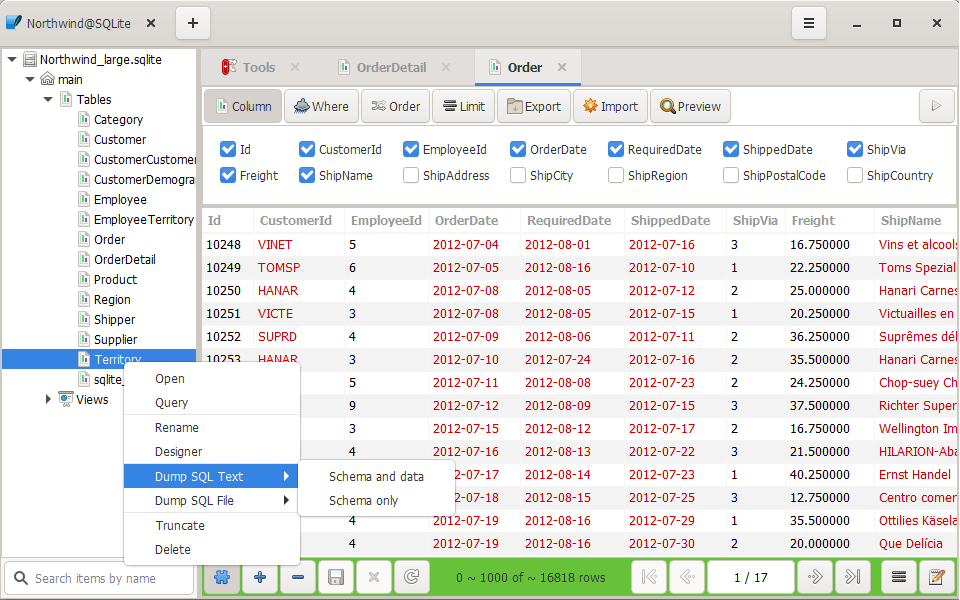 Northwind@SQLite
Northwind_large.sqlite
main
Tables
Category
Customer
CustomerCustomer
CustomerDemogra
Employee
EmployeeTerritory
Order
OrderDetail
Product
Region
Shipper
Supplier
Territory
sqlite_
Views
Search items by name
Open
Query
Rename
Designer
Dump SQL Text
Dump SQL File
Truncate
Delete
Schema and data
Schema only
Tools OrderDetail Order
Column Where Order Limit Export Import Preview
Id CustomerId EmployeeId OrderDate RequiredDate ShippedDate ShipVia
Freight ShipName ShipAddress ShipCity ShipRegion ShipPostalCode ShipCountry
Id CustomerId EmployeeId OrderDate RequiredDate ShippedDate ShipVia Freight ShipName
10248 VINET 5 2012-07-04 2012-08-01 2012-07-16 3 16.750000 Vins et alcools
10249 TOMSP 6 2012-07-05 2012-08-16 2012-07-10 1 22.250000 Toms Spezial
10250 HANAR 4 2012-07-08 2012-08-05 2012-07-12 2 25.000000 Hanari Carnes
10251 VICTE 3 2012-07-08 2012-08-05 2012-07-15 1 20.250000 Victuailles en
10252 SUPRD 4 2012-07-09 2012-08-06 2012-07-11 2 36.250000 Suprêmes dél
10253 HANAR 3 2012-07-10 2012-07-24 2012-07-16 2 35.500000 Hanari Carnes
5 2012-07-11 2012-08-08 2012-07-23 2 24.250000 Chop-suey Ch
9 2012-07-12 2012-08-09 2012-07-15 3 37.500000 Richter Super
3 2012-07-15 2012-08-12 2012-07-17 2 16.750000 Wellington Im
4 2012-07-16 2012-08-13 2012-07-22 3 21.500000 HILARION-Aba
-07-17 2012-08-14 2012-07-23 1 40.250000 Ernst Handel
-07-18 2012-08-15 2012-07-25 3 12.750000 Centro comer
4 2012-07-19 2012-08-16 2012-07-29 1 35.500000 Ottilies Käsela
4 2012-07-19 2012-08-16 2012-07-30 2 20.000000 Que Delícia
0 ~ 1000 of ~ 16818 rows 1 / 17